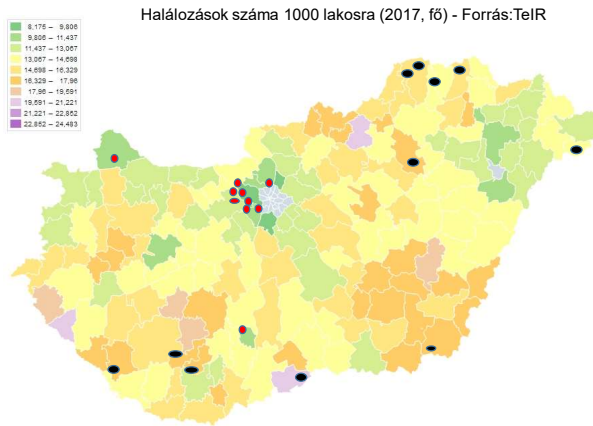 Halálozások száma 1000 lakosra (2017, fő) - Forrás:TeIR
8,176 – 9,806
9,806 – 11,437
11,437 – 13,067
13,067 – 14,698
14,698 – 16,329
16,329 – 17,96
17,96 – 19,591
19,591 – 21,221
21,221 – 22,852
22,852 – 24,483